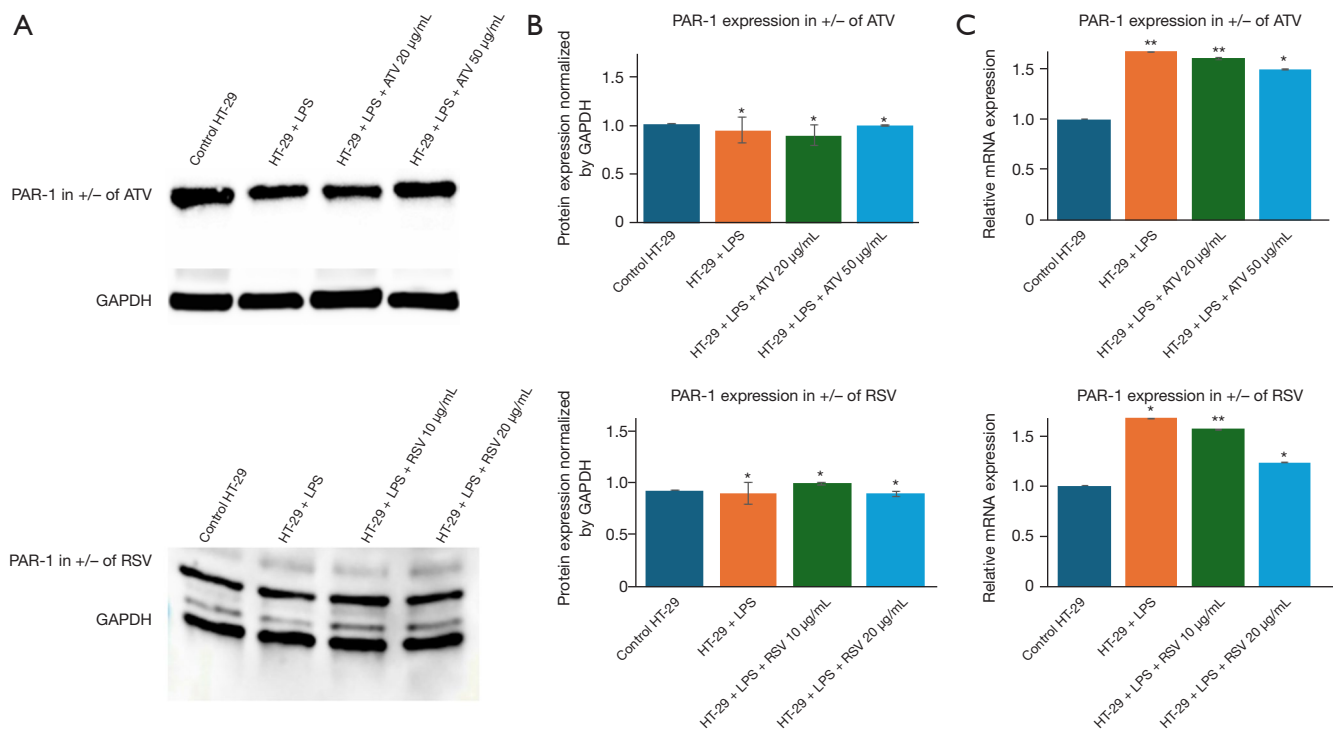 A
Control HT-29
HT-29 + LPS
HT-29 + LPS + ATV 20 µg/mL
HT-29 + LPS + ATV 50 µg/mL
PAR-1 in +/– of ATV
GAPDH
Control HT-29
HT-29 + LPS
HT-29 + LPS + RSV 10 µg/mL
HT-29 + LPS + RSV 20 µg/mL
PAR-1 in +/– of RSV
GAPDH
B
PAR-1 expression in +/– of ATV
Protein expression normalized
by GAPDH
1.5
1.0
0.5
0
*
*
*
Control HT-29
HT-29 + LPS
HT-29 + LPS + ATV 20 µg/mL
HT-29 + LPS + ATV 50 µg/mL
PAR-1 expression in +/– of RSV
Protein expression normalized
by GAPDH
1.5
1.0
0.5
0
*
*
*
Control HT-29
HT-29 + LPS
HT-29 + LPS + RSV 10 µg/mL
HT-29 + LPS + RSV 20 µg/mL
C
PAR-1 expression in +/– of ATV
Relative mRNA expression
1.5
1.0
0.5
0
**
**
*
Control HT-29
HT-29 + LPS
HT-29 + LPS + ATV 20 µg/mL
HT-29 + LPS + ATV 50 µg/mL
PAR-1 expression in +/– of RSV
Relative mRNA expression
1.5
1.0
0.5
0
*
**
*
Control HT-29
HT-29 + LPS
HT-29 + LPS + RSV 10 µg/mL
HT-29 + LPS + RSV 20 µg/mL